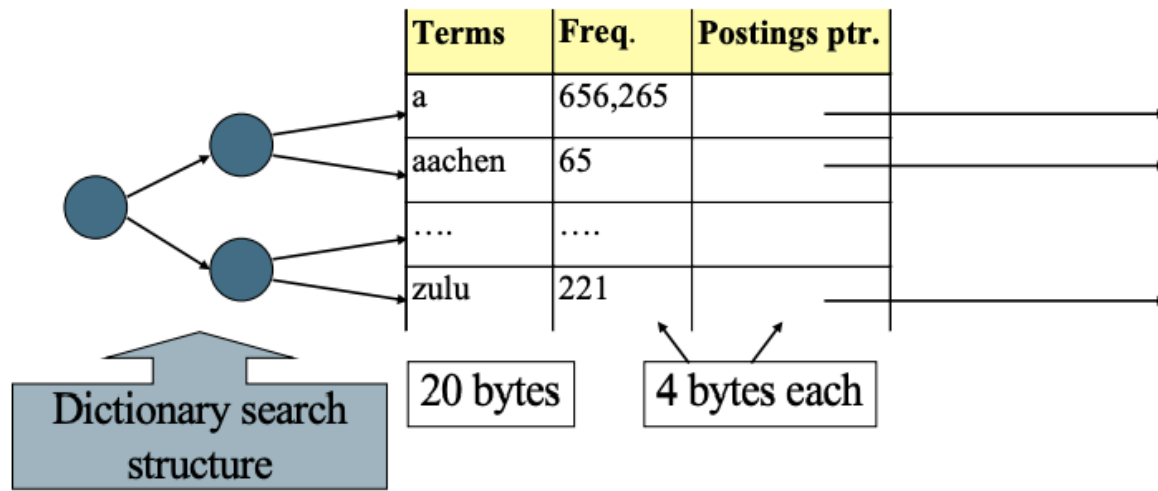 Terms Freq. Postings ptr.
a 656,265
aachen 65
.... ....
zulu 221
20 bytes 4 bytes each
Dictionary search
structure